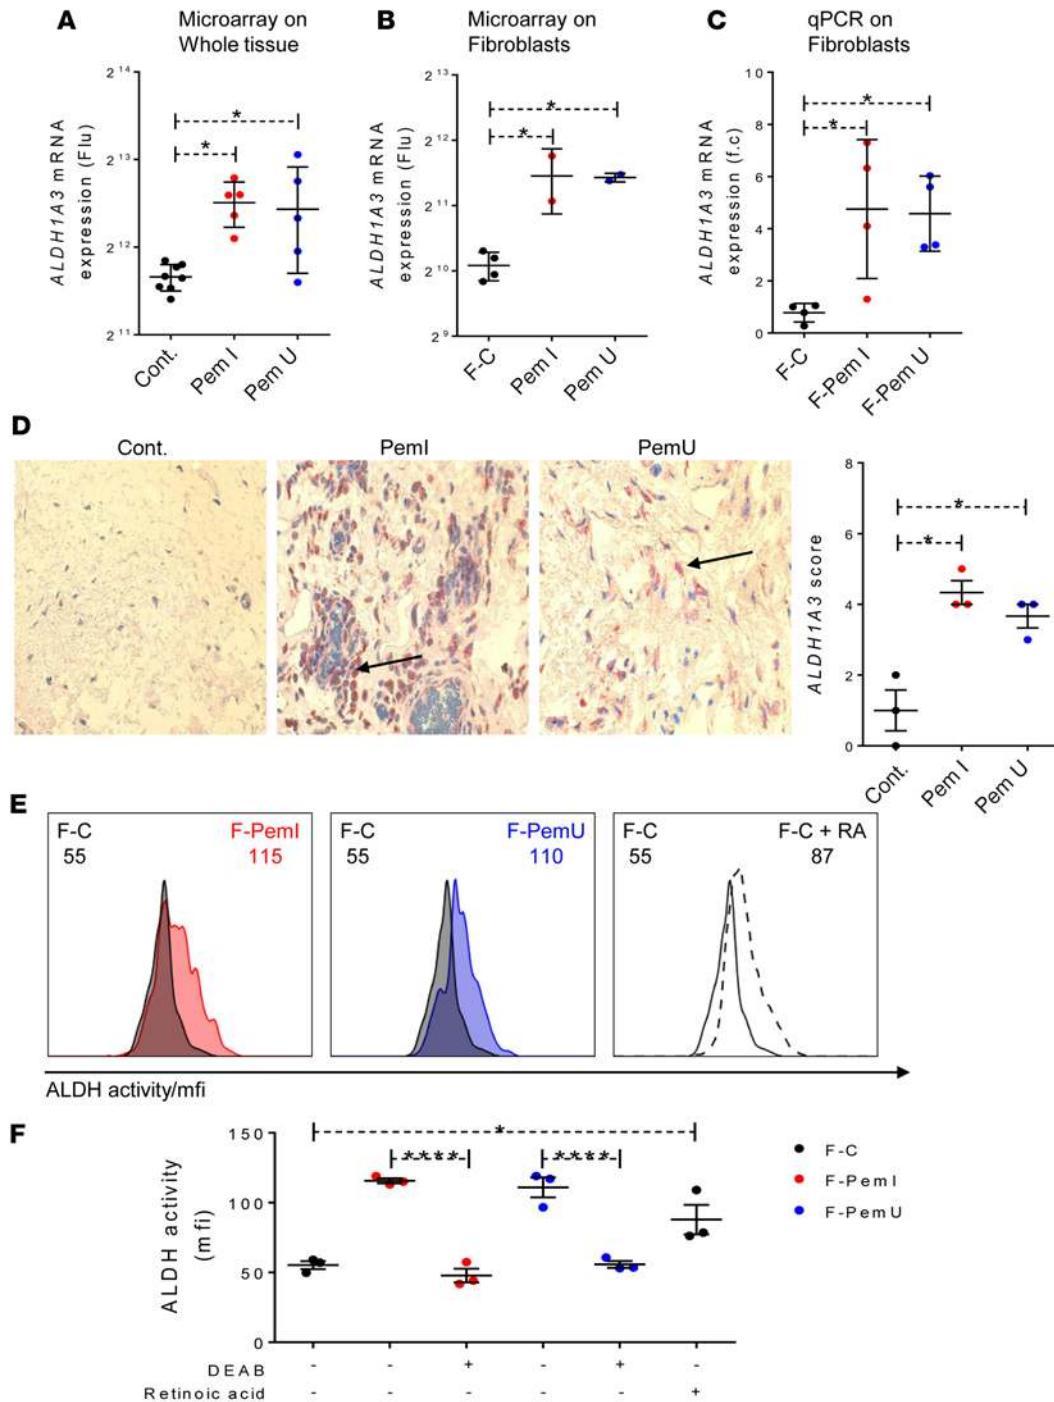 A
Microarray on
Whole tissue
B
Microarray on
Fibroblasts
C
qPCR on
Fibroblasts
ALDH1A3 mRNA
expression (Flu)
2 14
2 13
2 12
2 11
*
*
Cont.
Pem I
Pem U
ALDH1A3 mRNA
expression (Flu)
2 13
2 12
2 11
2 10
2 9
*
*
F-C
Pem I
Pem U
ALDH1A3 mRNA
expression (f.c)
10
8
6
4
2
0
*
*
F-C
F-Pem I
F-Pem U
D
Cont.
PemI
PemU
ALDH1A3 score
8
6
4
2
0
*
*
Cont.
Pem I
Pem U
E
F-C F-PemI
55 115
F-C F-PemU
55 110
F-C F-C + RA
55 87
ALDH activity/mfi
F
ALDH activity
(mfi)
150
100
50
0
*
**** ****
F-C
F-Pem I
F-Pem U
DEAB - - + - + -
Retinoic acid - - - - - +